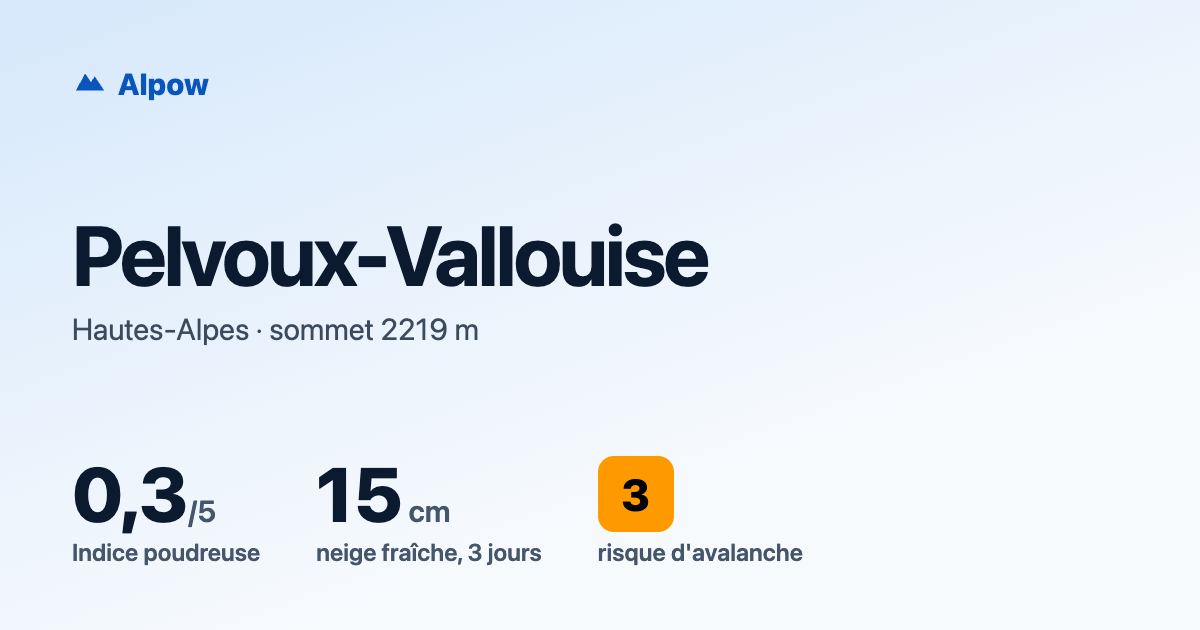 Alpow
Pelvoux-Vallouise
Hautes-Alpes · sommet 2219 m
0,3/5 15 cm 3
Indice poudreuse neige fraîche, 3 jours risque d'avalanche